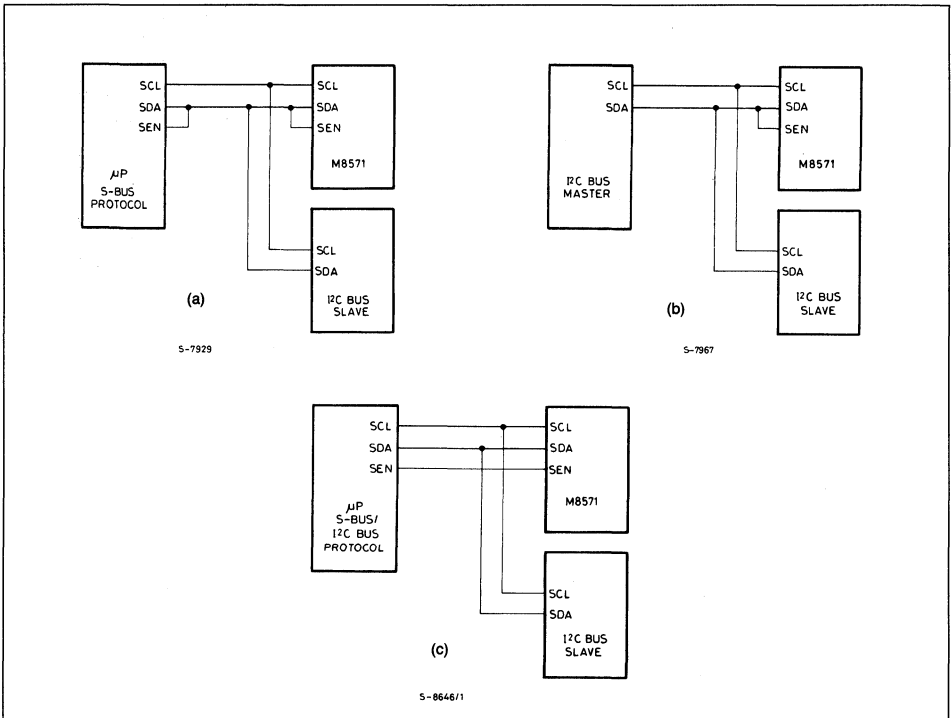 SCL
SDA
SEN
μP
S-BUS
PROTOCOL
SCL
SDA
SEN
M8571
SCL
SDA
I²C BUS
SLAVE
(a)
S-7929
SCL
SDA
I²C BUS
MASTER
SCL
SDA
SEN
M8571
SCL
SDA
I²C BUS
SLAVE
(b)
S-7967
SCL
SDA
SEN
μP
S-BUS/
I²C BUS
PROTOCOL
SCL
SDA
SEN
M8571
SCL
SDA
I²C BUS
SLAVE
(c)
S-8646/1